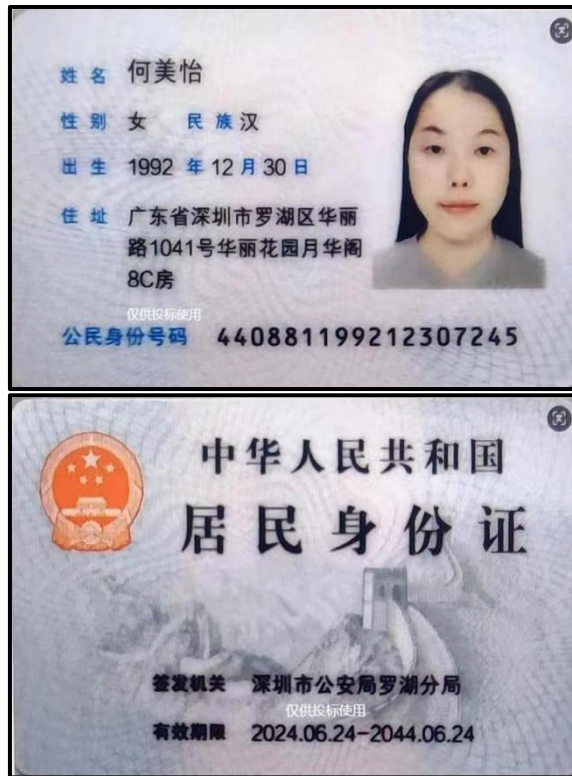 姓名 何美怡
性别 女 民族 汉
出生 1992 年 12 月 30 日
住址 广东省深圳市罗湖区华丽
路1041号华丽花园月华阁
8C房
仅供投标使用
公民身份号码 440881199212307245
中华人民共和国
居民身份证
签发机关 深圳市公安局罗湖分局
仅供投标使用
有效期限 2024.06.24-2044.06.24